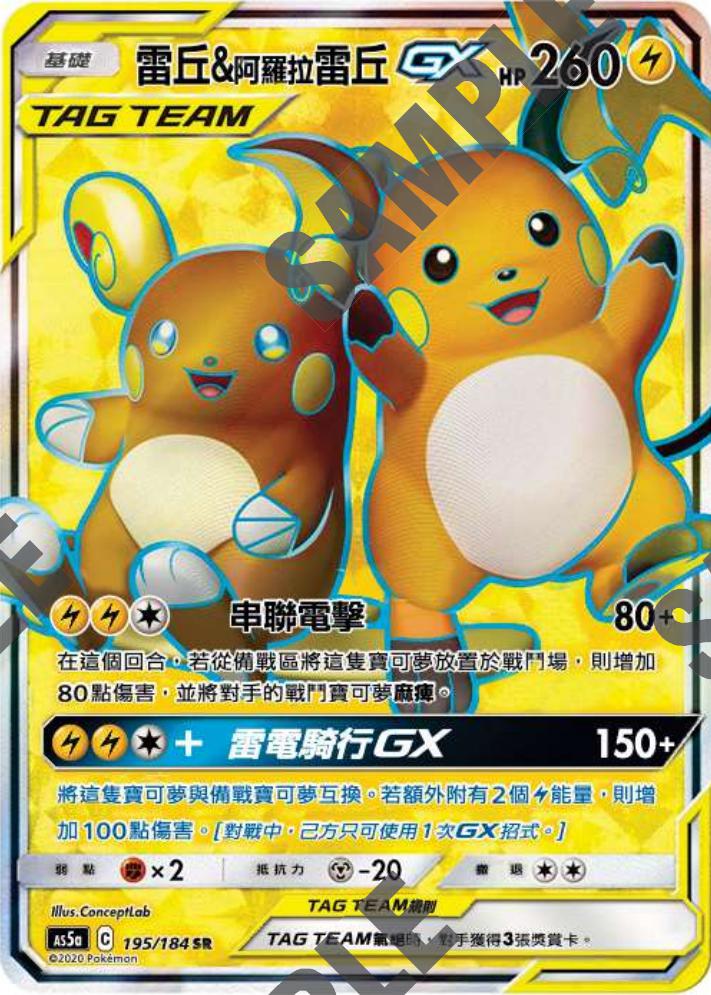 基礎 雷丘&阿羅拉雷丘 GX HP 260
TAG TEAM
SAMPLE
串聯電擊 80+
在這個回合，若從備戰區將這隻寶可夢放置於戰鬥場，則增加
80點傷害，並將對手的戰鬥寶可夢麻痺。
+ 雷電騎行GX 150+
將這隻寶可夢與備戰寶可夢互換。若額外附有2個能量，則增
加100點傷害。[對戰中，己方只可使用1次GX招式。]
弱點 ×2 抵抗力 -20 撤退
Illus.ConceptLab
TAG TEAM規則
AS5a C 195/184 SR
TAG TEAM氣絕時，對手獲得3張獎賞卡。
©2020 Pokémon